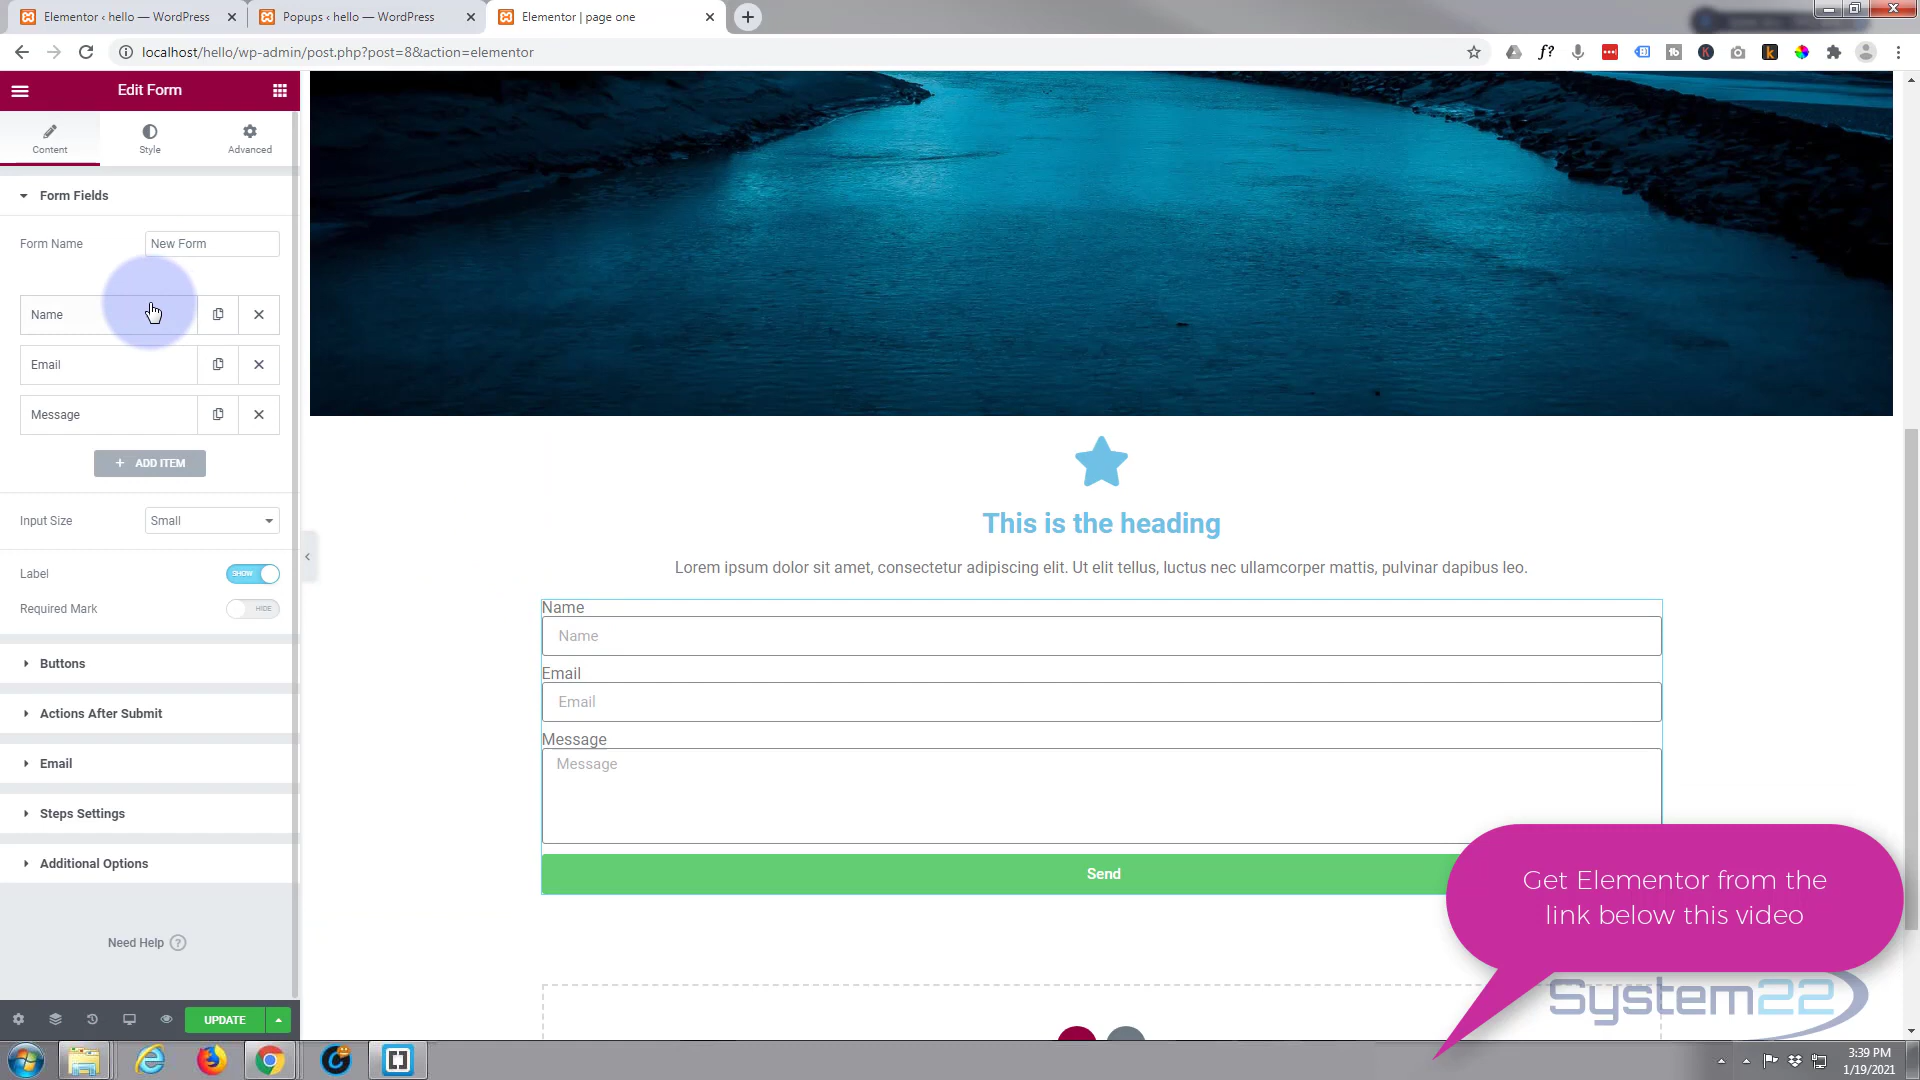 Elementor ‹ hello — WordPress
Popups ‹ hello — WordPress
Elementor | page one
localhost/hello/wp-admin/post.php?post=8&action=elementor
Edit Form
Content
Style
Advanced
Form Fields
Form Name
New Form
Name
Email
Message
+ ADD ITEM
Input Size
Small
Label
SHOW
Required Mark
HIDE
Buttons
Actions After Submit
Email
Steps Settings
Additional Options
Need Help ?
UPDATE
This is the heading
Lorem ipsum dolor sit amet, consectetur adipiscing elit. Ut elit tellus, luctus nec ullamcorper mattis, pulvinar dapibus leo.
Name
Name
Email
Email
Message
Message
Send
Get Elementor from the
link below this video
System22
3:39 PM
1/19/2021